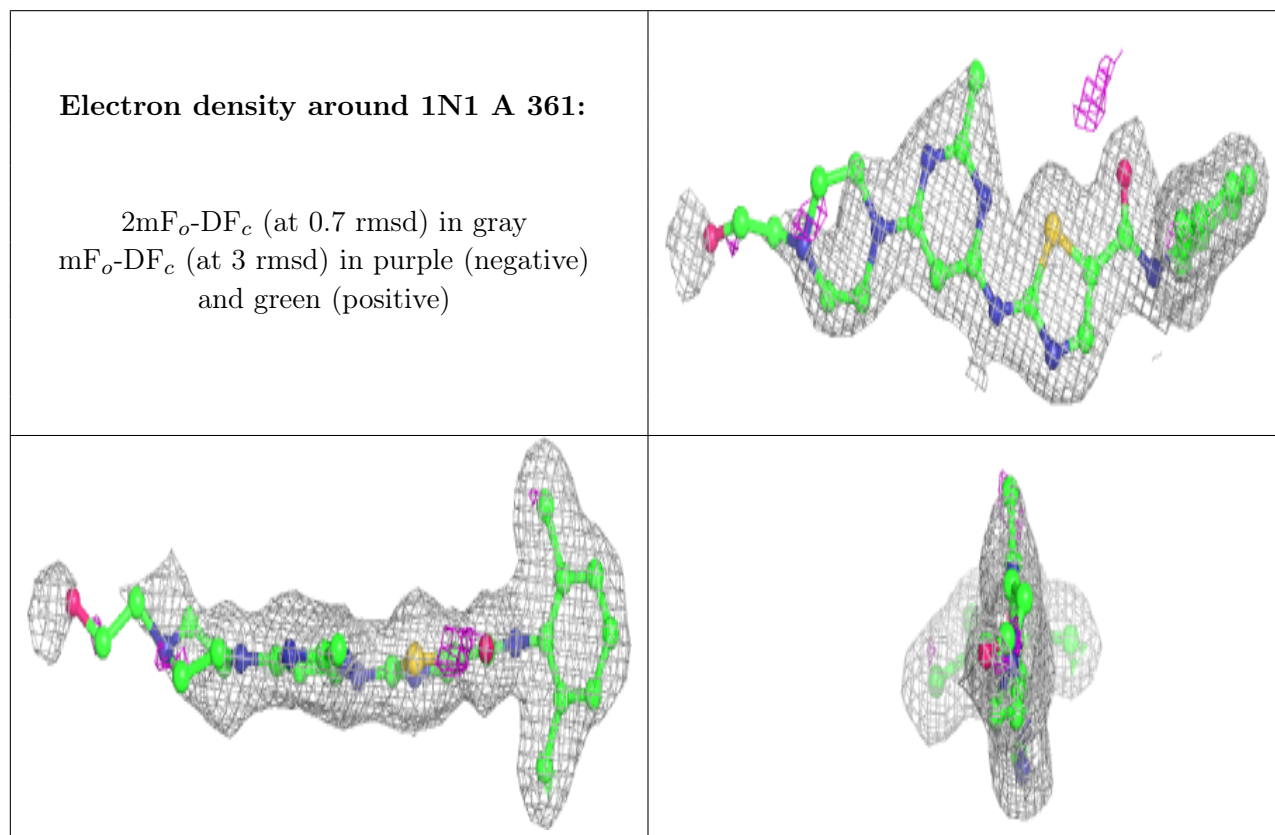 Electron density around 1N1 A 361:
2mFo-DFc (at 0.7 rmsd) in gray
mFo-DFc (at 3 rmsd) in purple (negative)
and green (positive)